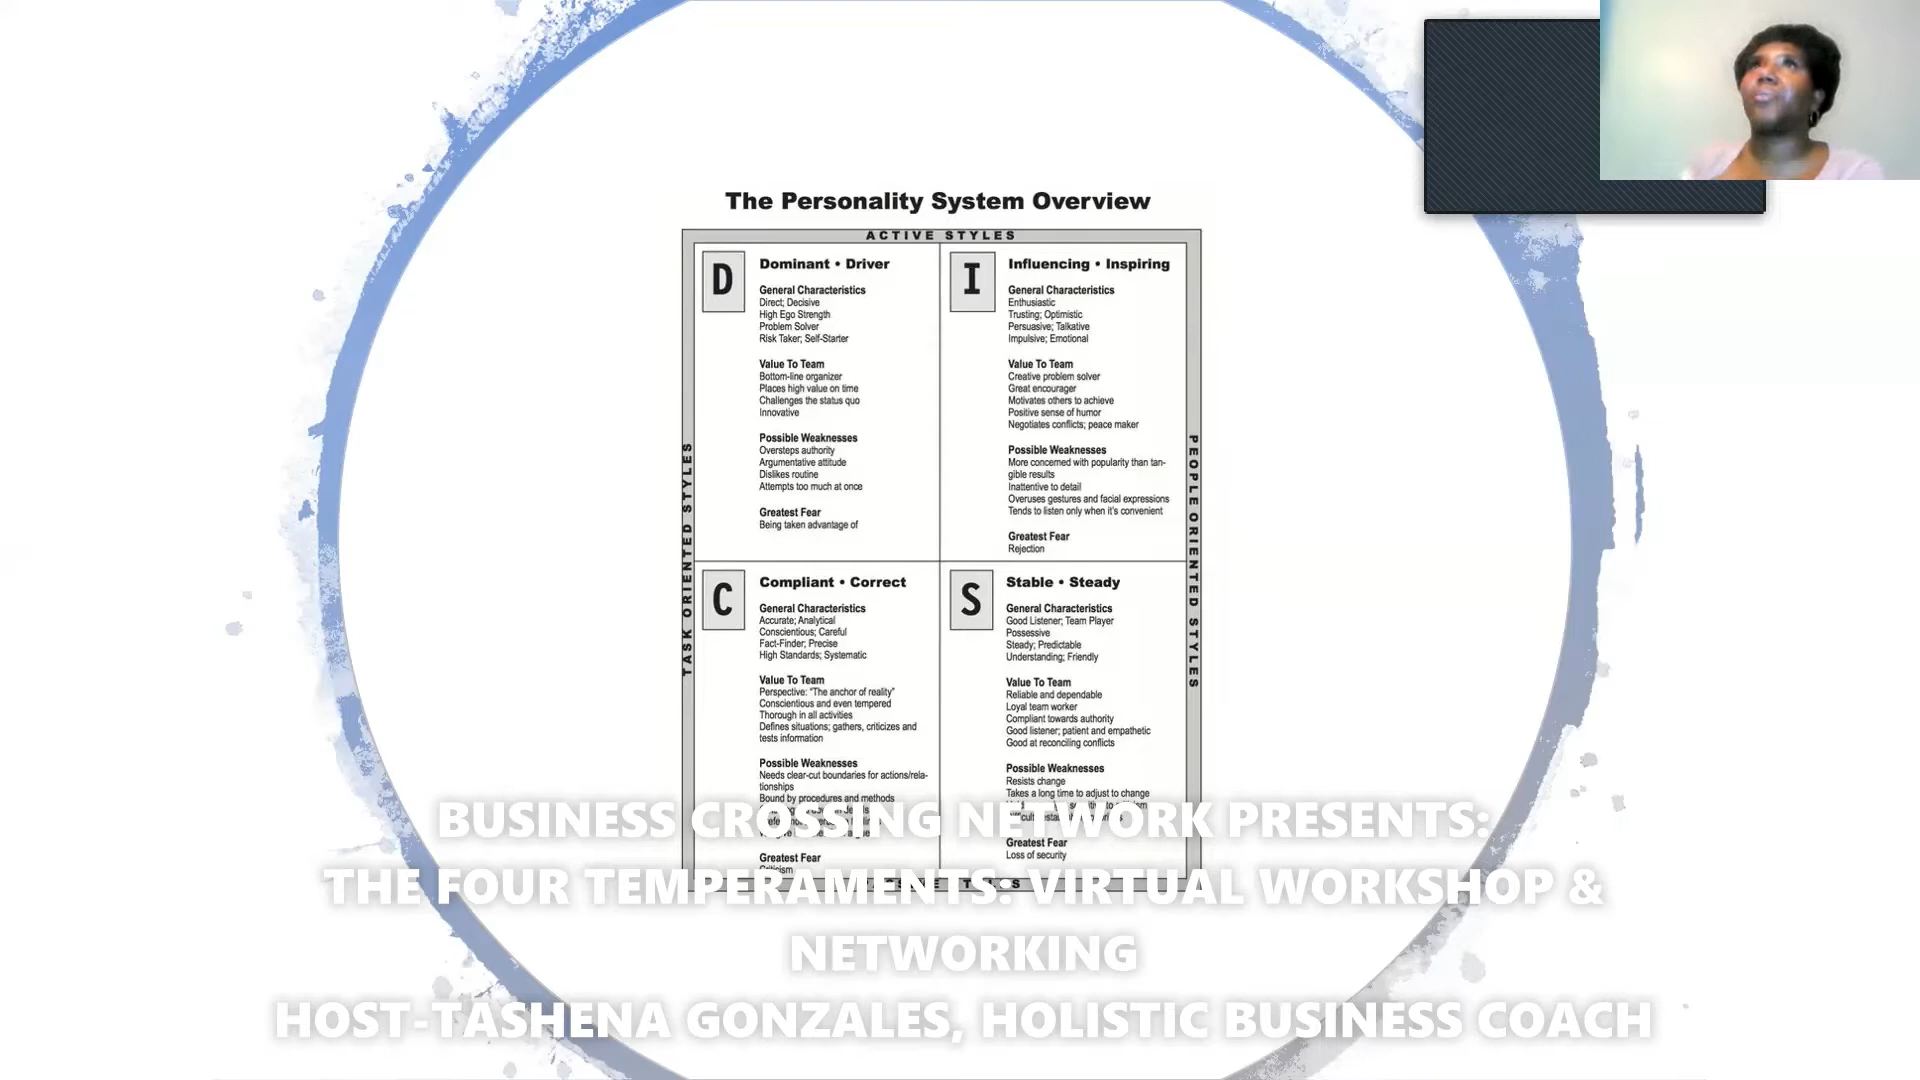 The Personality System Overview
ACTIVE STYLES
TASK ORIENTED STYLES
PEOPLE ORIENTED STYLES
D
Dominant • Driver
General Characteristics
Direct; Decisive
High Ego Strength
Problem Solver
Risk Taker; Self-Starter
Value To Team
Bottom-line organizer
Places high value on time
Challenges the status quo
Innovative
Possible Weaknesses
Oversteps authority
Argumentative attitude
Dislikes routine
Attempts too much at once
Greatest Fear
Being taken advantage of
I
Influencing • Inspiring
General Characteristics
Enthusiastic
Trusting; Optimistic
Persuasive; Talkative
Impulsive; Emotional
Value To Team
Creative problem solver
Great encourager
Motivates others to achieve
Positive sense of humor
Negotiates conflicts; peace maker
Possible Weaknesses
More concerned with popularity than tan-
gible results
Inattentive to detail
Overuses gestures and facial expressions
Tends to listen only when it's convenient
Greatest Fear
Rejection
C
Compliant • Correct
General Characteristics
Accurate; Analytical
Conscientious; Careful
Fact-Finder; Precise
High Standards; Systematic
Value To Team
Perspective: "The anchor of reality"
Conscientious and even tempered
Thorough in all activities
Defines situations; gathers, criticizes and
tests information
Possible Weaknesses
Needs clear-cut boundaries for actions/rela-
tionships
Bound by procedures and methods
Greatest Fear
Criticism
S
Stable • Steady
General Characteristics
Good Listener; Team Player
Possessive
Steady; Predictable
Understanding; Friendly
Value To Team
Reliable and dependable
Loyal team worker
Compliant towards authority
Good listener; patient and empathetic
Good at reconciling conflicts
Possible Weaknesses
Resists change
Takes a long time to adjust to change
Greatest Fear
Loss of security
BUSINESS CROSSING NETWORK PRESENTS:
THE FOUR TEMPERAMENTS: VIRTUAL WORKSHOP &
NETWORKING
HOST-TASHENA GONZALES, HOLISTIC BUSINESS COACH